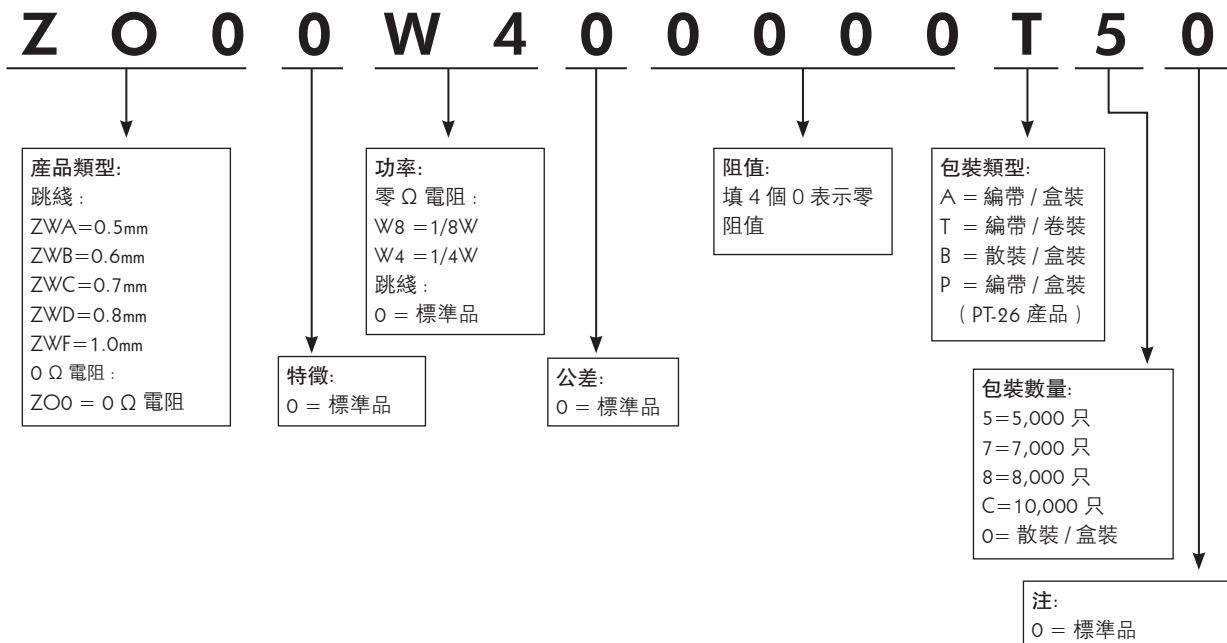 Z O 0 0 W 4 0 0 0 0 0 T 5 0
産品類型:
跳綫：
ZWA=0.5mm
ZWB=0.6mm
ZWC=0.7mm
ZWD=0.8mm
ZWF=1.0mm
0 Ω 電阻：
ZO0 = 0 Ω 電阻
特徵:
0 = 標準品
功率:
零 Ω 電阻：
W8 =1/8W
W4 =1/4W
跳綫：
0 = 標準品
公差:
0 = 標準品
阻值:
填 4 個 0 表示零
阻值
包裝類型:
A = 編帶 / 盒裝
T = 編帶 / 卷裝
B = 散裝 / 盒裝
P = 編帶 / 盒裝
（PT-26 產品）
包裝數量:
5=5,000 只
7=7,000 只
8=8,000 只
C=10,000 只
0= 散裝 / 盒裝
注:
0 = 標準品